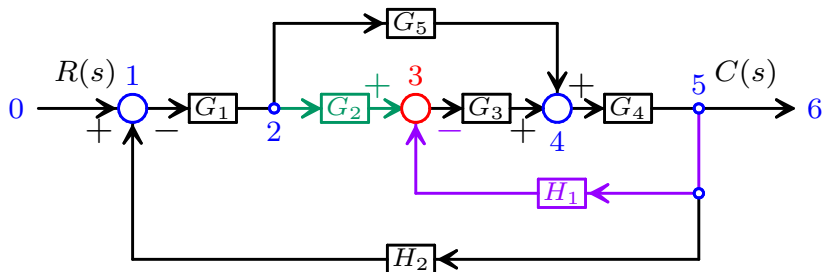 G₅
R(s) 1 3 5 C(s)
0 G₁ G₂ + G₃ + G₄ 6
+ − 2 − + 4
H₁
H₂